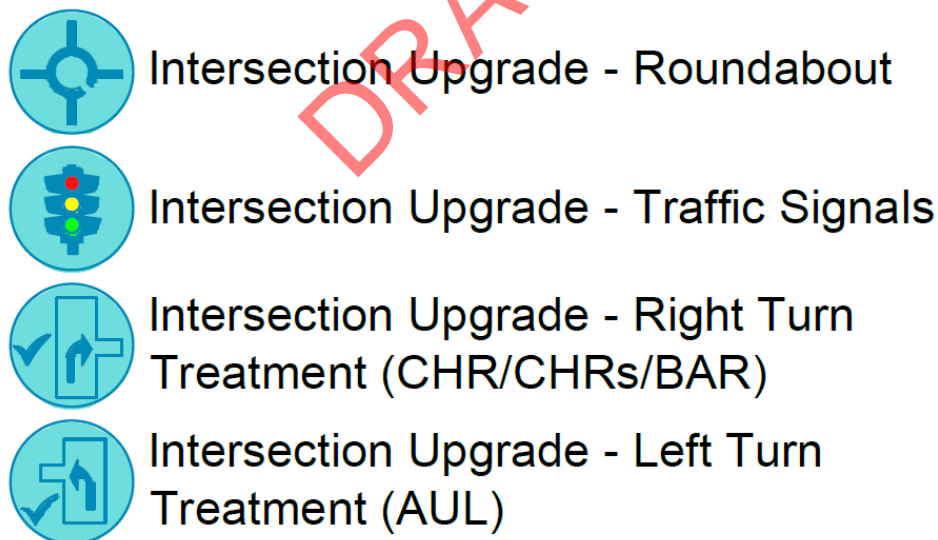 DRA
Intersection Upgrade - Roundabout
Intersection Upgrade - Traffic Signals
Intersection Upgrade - Right Turn
Treatment (CHR/CHRs/BAR)
Intersection Upgrade - Left Turn
Treatment (AUL)